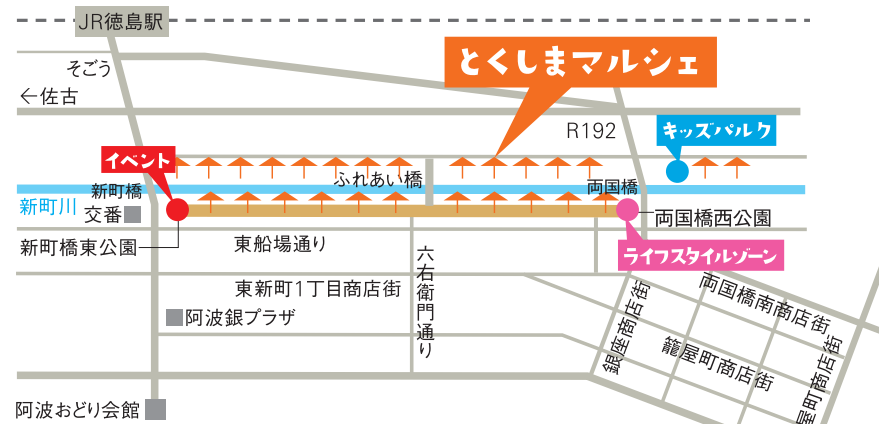 JR徳島駅
そごう
←佐古
とくしまマルシェ
R192
キッズパルク
イベント
ふれあい橋
新町橋
両国橋
新町川
交番
両国橋西公園
新町橋東公園
東船場通り
ライフスタイルゾーン
六右衛門通り
東新町1丁目商店街
阿波銀プラザ
銀座商店街
両国橋南商店街
籠屋町商店街
屋町商店街
阿波おどり会館